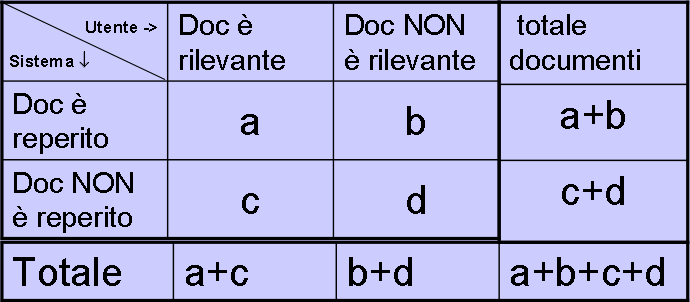 Utente ->
Sistema ↓
Doc è
rilevante
Doc NON
è rilevante
totale
documenti
Doc è
reperito
a
b
a+b
Doc NON
è reperito
c
d
c+d
Totale
a+c
b+d
a+b+c+d